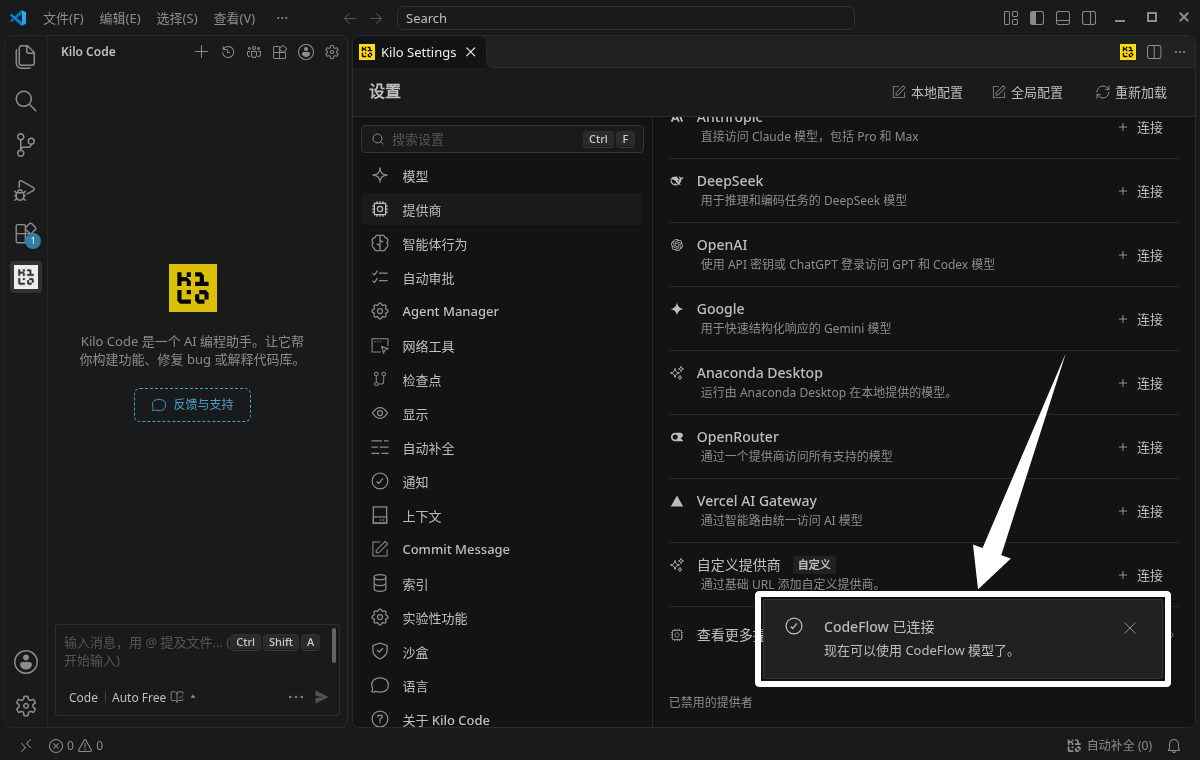 文件(F) 编辑(E) 选择(S) 查看(V) ··· Search
Kilo Code
Kilo Settings
设置
本地配置 全局配置 重新加载
搜索设置 Ctrl F
模型
提供商
智能体行为
自动审批
Agent Manager
网络工具
检查点
显示
自动补全
通知
上下文
Commit Message
索引
实验性功能
沙盒
语言
关于 Kilo Code
Anthropic
直接访问 Claude 模型，包括 Pro 和 Max
连接
DeepSeek
用于推理和编码任务的 DeepSeek 模型
连接
OpenAI
使用 API 密钥或 ChatGPT 登录访问 GPT 和 Codex 模型
连接
Google
用于快速结构化响应的 Gemini 模型
连接
Anaconda Desktop
运行由 Anaconda Desktop 在本地提供的模型。
连接
OpenRouter
通过一个提供商访问所有支持的模型
连接
Vercel AI Gateway
通过智能路由统一访问 AI 模型
连接
自定义提供商 自定义
通过基础 URL 添加自定义提供商。
连接
查看更多
CodeFlow 已连接
现在可以使用 CodeFlow 模型了。
已禁用的提供者
1
Kilo Code 是一个 AI 编程助手。让它帮
你构建功能、修复 bug 或解释代码库。
反馈与支持
输入消息，用 @ 提及文件... ( Ctrl Shift A
开始输入)
Code Auto Free ···
0 0
自动补全 (0)